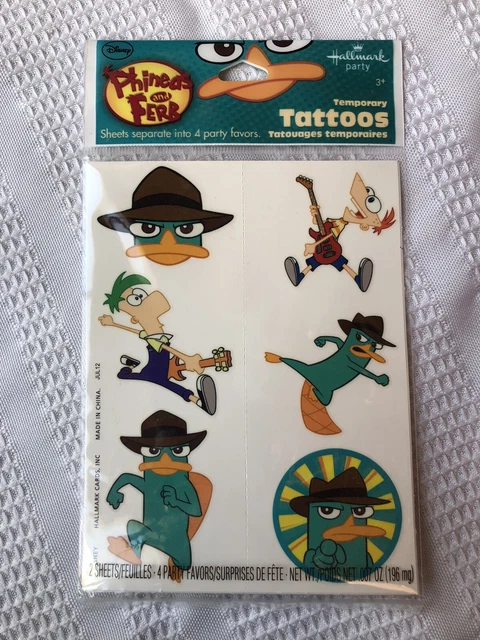 Disney
Phineas
and
FERB
Hallmark
party
3+
Temporary
Tattoos
Sheets separate into 4 party favors. Tatouages temporaires
HALLMARK CARDS, INC MADE IN CHINA. JUL12
2 SHEETS/FEUILLES - 4 PARTY FAVORS/SURPRISES DE FÊTE - NET WT./POIDS NET .007 OZ (196 mg)